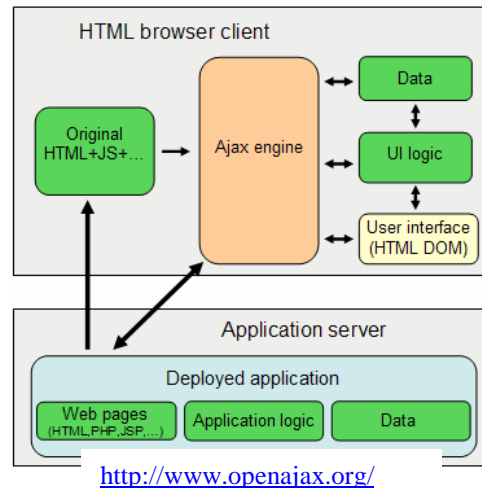 HTML browser client
Original
HTML+JS+...
Ajax engine
Data
UI logic
User interface
(HTML DOM)
Application server
Deployed application
Web pages
(HTML,PHP,JSP,...)
Application logic
Data
http://www.openajax.org/